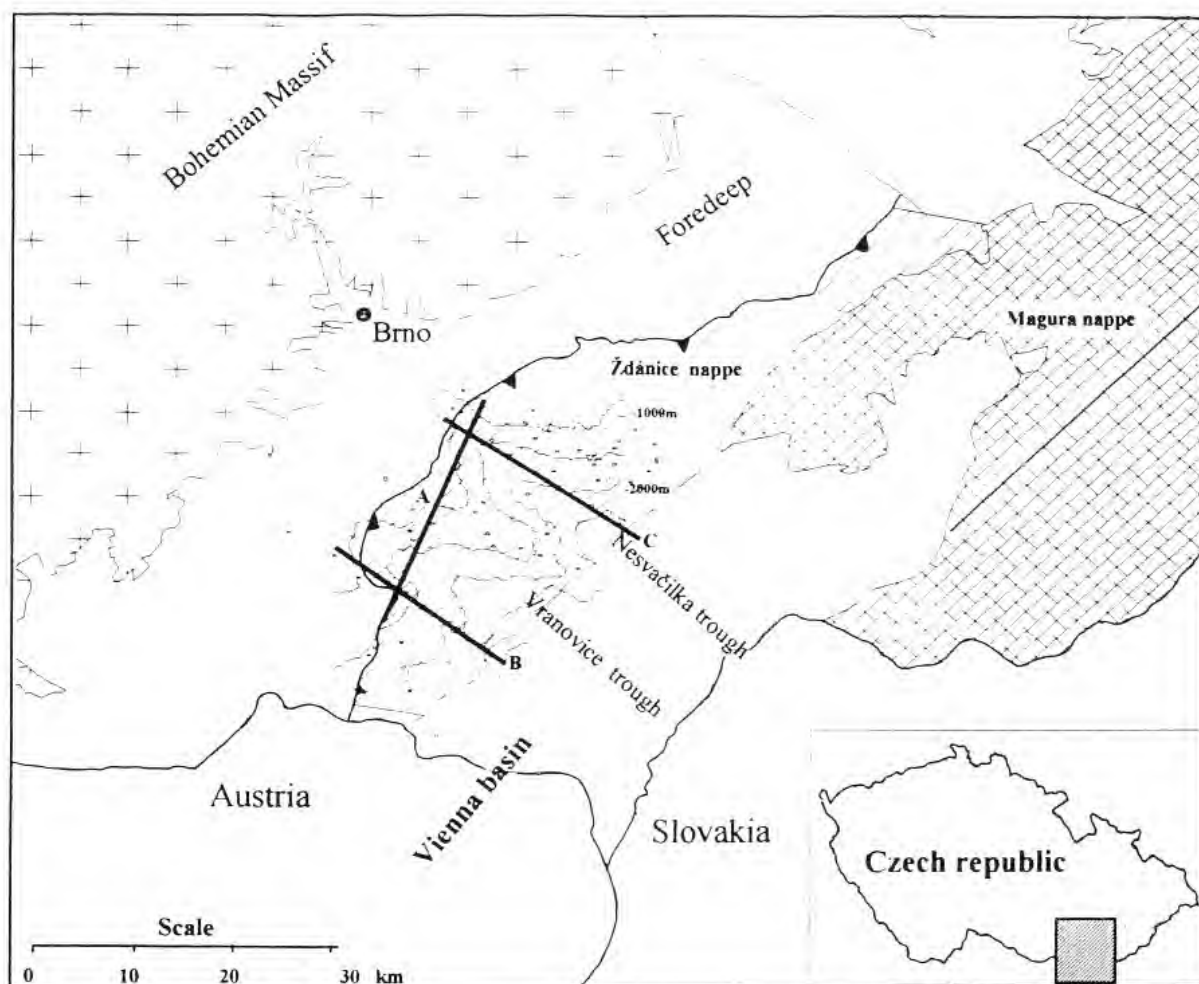 Bohemian Massif
Foredeep
Brno
Magura nappe
Ždánice nappe
-1000m
-2000m
A
C
Nesvačilka trough
Vranovice trough
B
Vienna basin
Austria
Slovakia
Czech republic
Scale
0 10 20 30 km